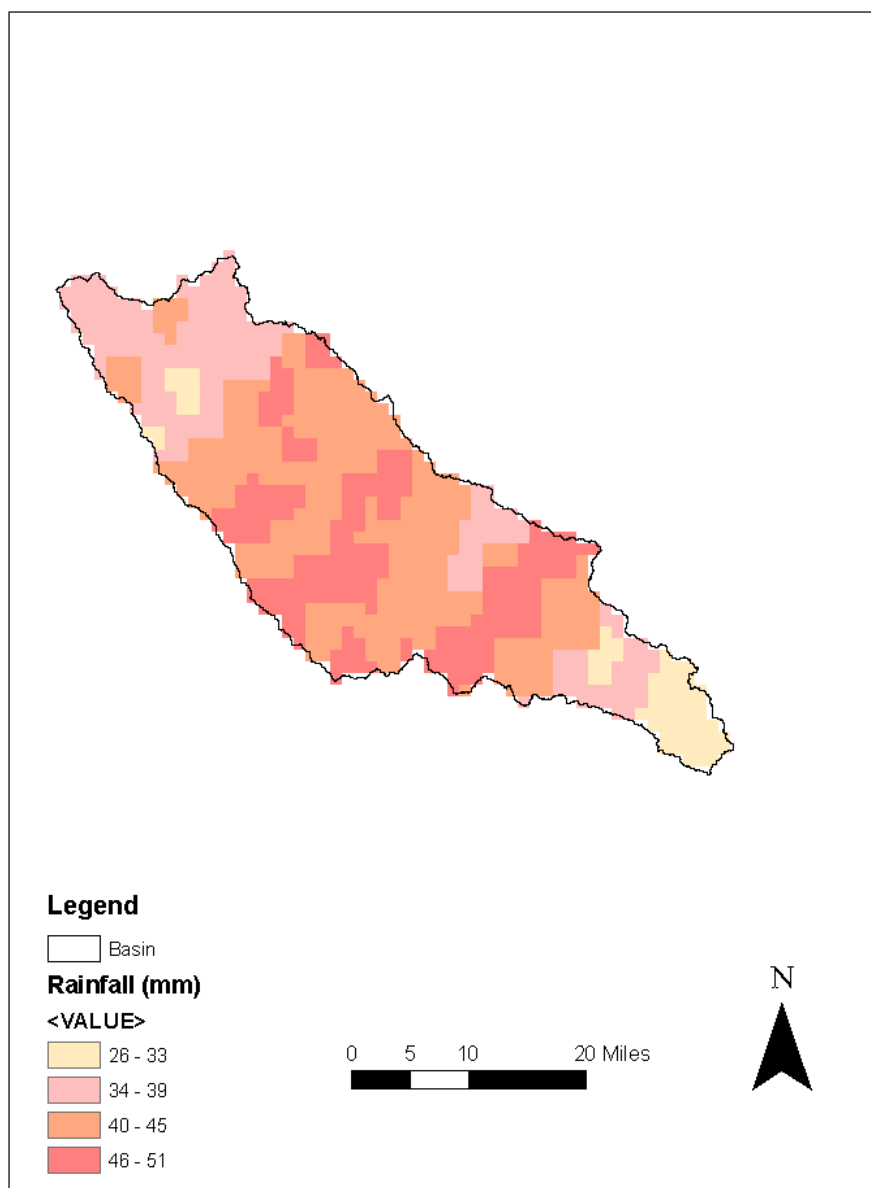 Legend
Basin
Rainfall (mm)
<VALUE>
26 - 33
34 - 39
40 - 45
46 - 51
0 5 10 20 Miles
N